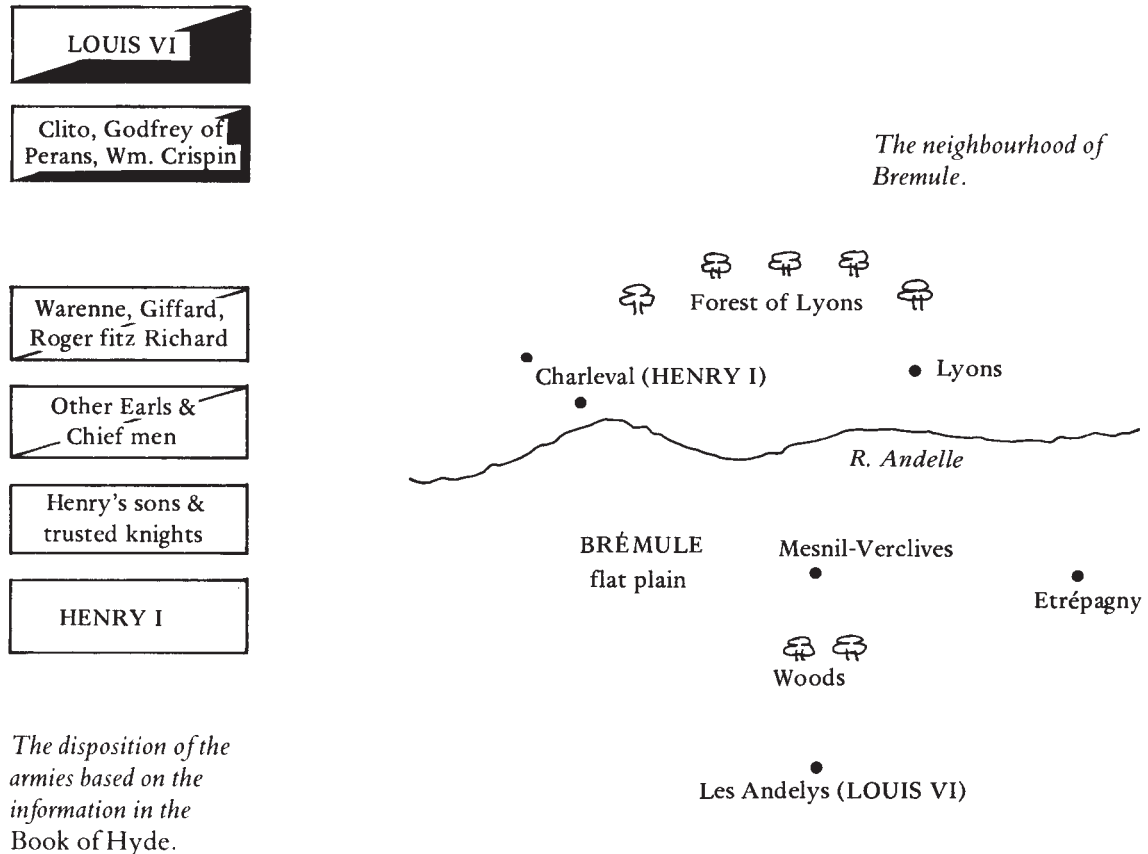 LOUIS VI
Clito, Godfrey of
Perans, Wm. Crispin
Warenne, Giffard,
Roger fitz Richard
Other Earls &
Chief men
Henry's sons &
trusted knights
HENRY I
The disposition of the
armies based on the
information in the
Book of Hyde.
The neighbourhood of
Bremule.
Forest of Lyons
Charleval (HENRY I)
Lyons
R. Andelle
BRÉMULE
flat plain
Mesnil-Verclives
Etrépagny
Woods
Les Andelys (LOUIS VI)